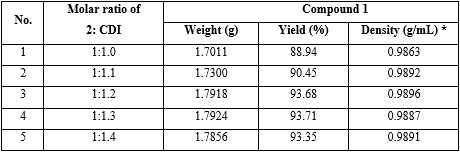 No. Molar ratio of 2: CDI Compound 1
Weight (g) Yield (%) Density (g/mL) *
1 1:1.0 1.7011 88.94 0.9863
2 1:1.1 1.7300 90.45 0.9892
3 1:1.2 1.7918 93.68 0.9896
4 1:1.3 1.7924 93.71 0.9887
5 1:1.4 1.7856 93.35 0.9891